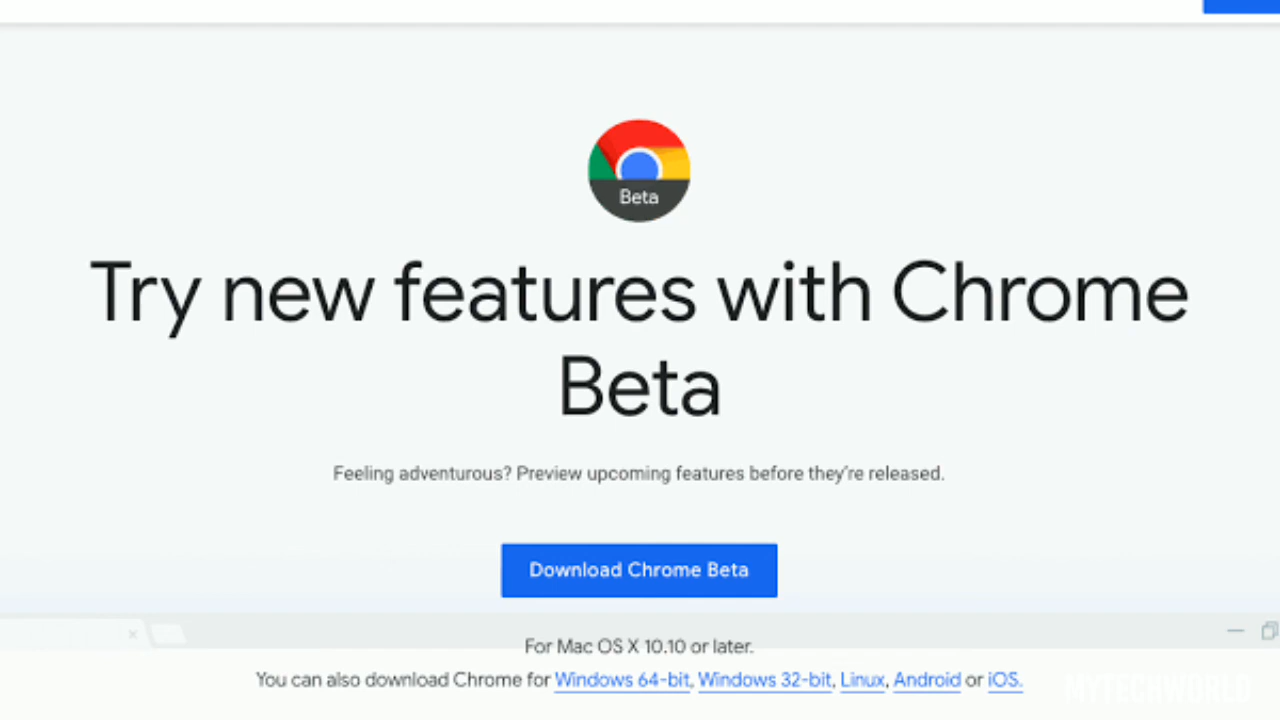 Beta
Try new features with Chrome
Beta
Feeling adventurous? Preview upcoming features before they're released.
Download Chrome Beta
For Mac OS X 10.10 or later.
You can also download Chrome for Windows 64-bit, Windows 32-bit, Linux, Android or iOS.
MYTECHWORLD